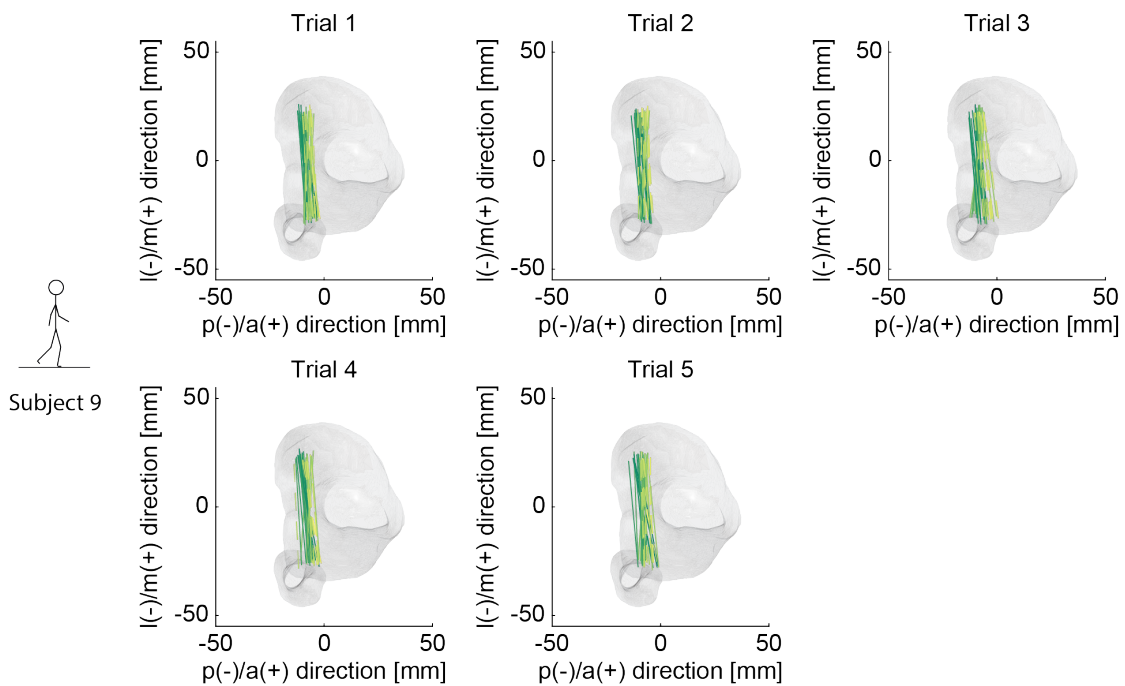 Trial 1
Trial 2
Trial 3
50
0
-50
l(-)/m(+) direction [mm]
-50
0
50
p(-)/a(+) direction [mm]
50
0
-50
l(-)/m(+) direction [mm]
-50
0
50
p(-)/a(+) direction [mm]
50
0
-50
l(-)/m(+) direction [mm]
-50
0
50
p(-)/a(+) direction [mm]
Subject 9
Trial 4
Trial 5
50
0
-50
l(-)/m(+) direction [mm]
-50
0
50
p(-)/a(+) direction [mm]
50
0
-50
l(-)/m(+) direction [mm]
-50
0
50
p(-)/a(+) direction [mm]